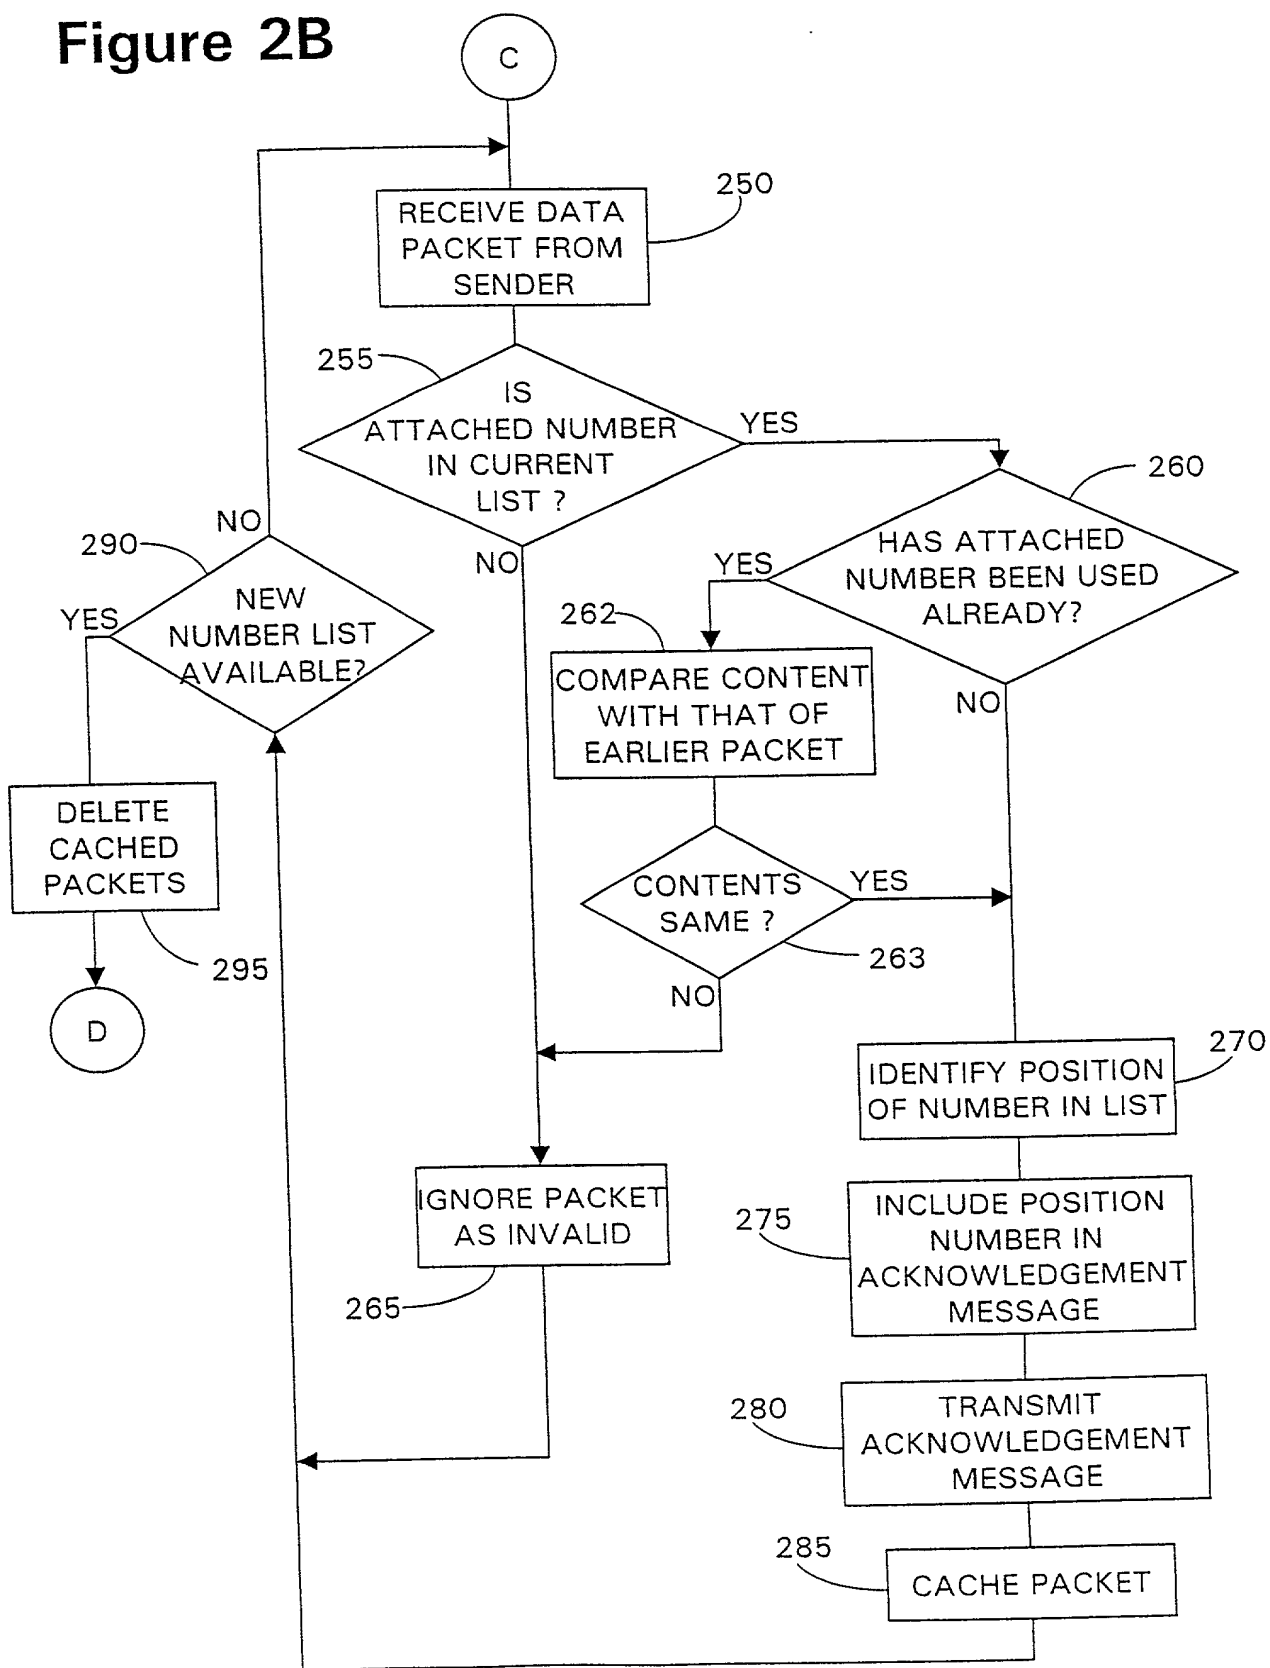 Figure 2B
C
250
RECEIVE DATA
PACKET FROM
SENDER
255
IS
ATTACHED NUMBER
IN CURRENT
LIST ?
YES
NO
260
HAS ATTACHED
NUMBER BEEN USED
ALREADY?
YES
NO
262
COMPARE CONTENT
WITH THAT OF
EARLIER PACKET
CONTENTS
SAME ?
YES
263
NO
NO
290
NEW
NUMBER LIST
AVAILABLE?
YES
DELETE
CACHED
PACKETS
295
D
IGNORE PACKET
AS INVALID
265
270
IDENTIFY POSITION
OF NUMBER IN LIST
275
INCLUDE POSITION
NUMBER IN
ACKNOWLEDGEMENT
MESSAGE
280
TRANSMIT
ACKNOWLEDGEMENT
MESSAGE
285
CACHE PACKET